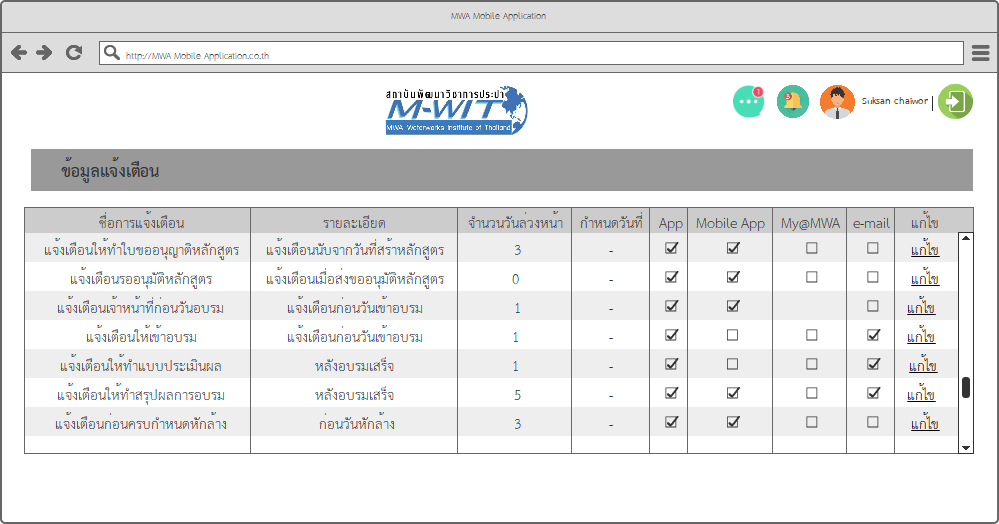 MWA Mobile Application
http://MWA Mobile Application.co.th
สถาบันพัฒนาวิชาการประปา
M-WIT
MWA Waterworks Institute of Thailand
1
3
Suksan chaiwon
ข้อมูลแจ้งเตือน
ชื่อการแจ้งเตือน รายละเอียด จำนวนวันล่วงหน้า กำหนดวันที่ App Mobile App My@MWA e-mail แก้ไข
แจ้งเตือนให้ทำใบขออนุญาติหลักสูตร แจ้งเตือนนับจากวันที่สร้าหลักสูตร 3 - แก้ไข
แจ้งเตือนรออนุมัติหลักสูตร แจ้งเตือนเมื่อส่งขออนุมัติหลักสูตร 0 - แก้ไข
แจ้งเตือนเจ้าหน้าที่ก่อนวันอบรม แจ้งเตือนก่อนวันเข้าอบรม 1 - แก้ไข
แจ้งเตือนให้เข้าอบรม แจ้งเตือนก่อนวันเข้าอบรม 1 - แก้ไข
แจ้งเตือนให้ทำแบบประเมินผล หลังอบรมเสร็จ 1 - แก้ไข
แจ้งเตือนให้ทำสรุปผลการอบรม หลังอบรมเสร็จ 5 - แก้ไข
แจ้งเตือนก่อนครบกำหนดหักล้าง ก่อนวันหักล้าง 3 - แก้ไข